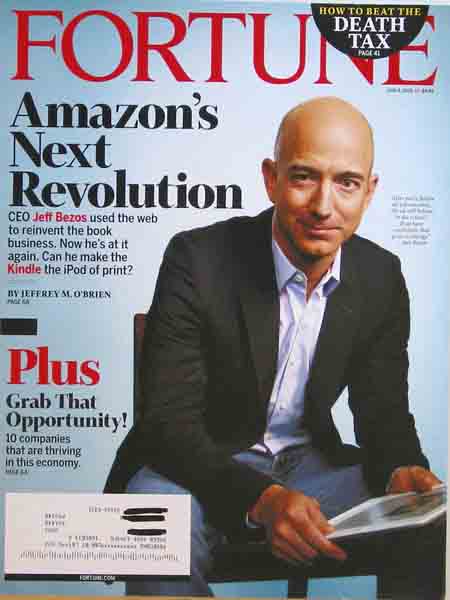 HOW TO BEAT THE
DEATH
TAX
PAGE 41
FORTUNE
Amazon's
Next
Revolution
CEO Jeff Bezos used the web
to reinvent the book
business. Now he's at it
again. Can he make the
Kindle the iPod of print?
BY JEFFREY M. O'BRIEN
PAGE 68
Plus
Grab That
Opportunity!
10 companies
that are thriving
in this economy.
FORTUNE.COM